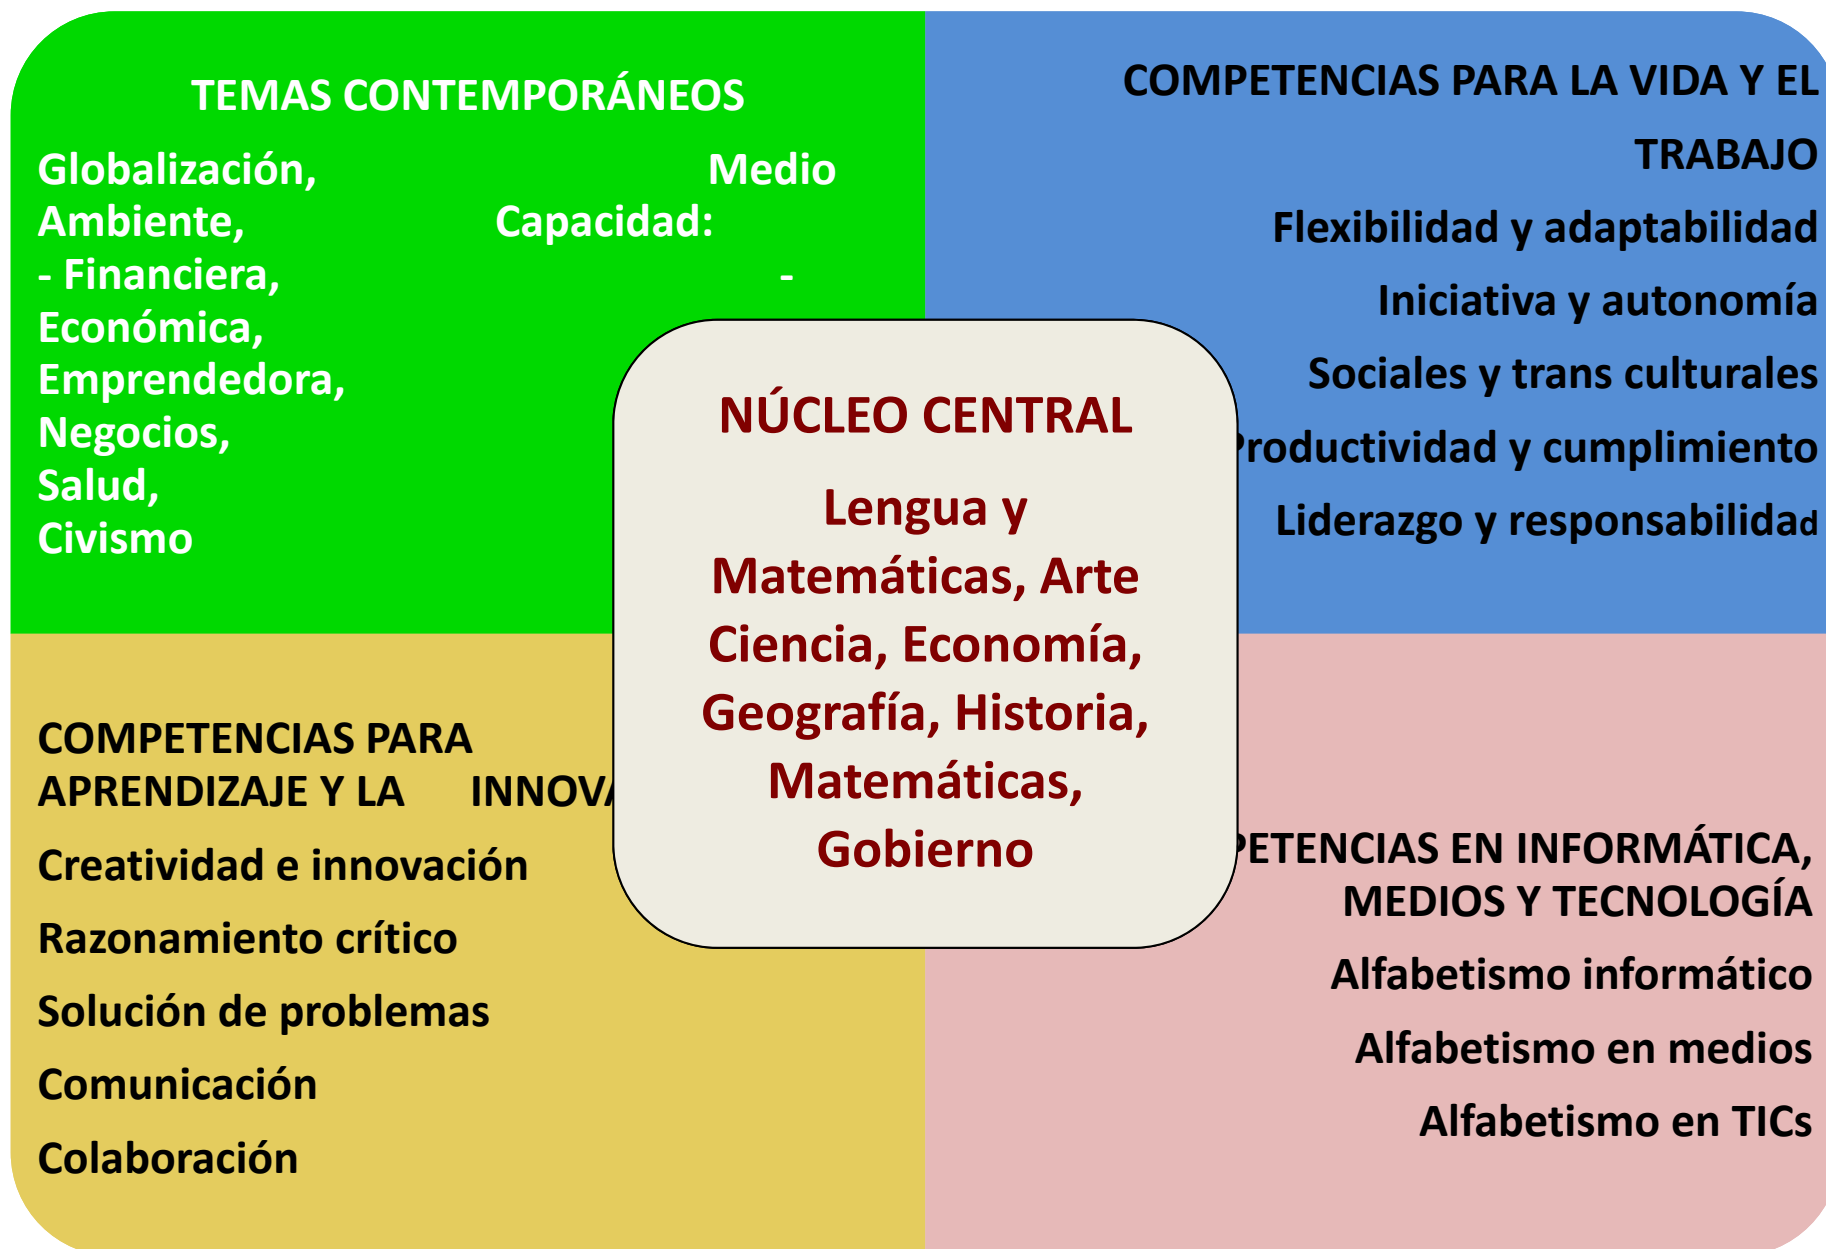 TEMAS CONTEMPORÁNEOS
Globalización, Medio
Ambiente, Capacidad:
- Financiera, -
Económica,
Emprendedora,
Negocios,
Salud,
Civismo
COMPETENCIAS PARA LA VIDA Y EL
TRABAJO
Flexibilidad y adaptabilidad
Iniciativa y autonomía
Sociales y trans culturales
roductividad y cumplimiento
Liderazgo y responsabilidad
NÚCLEO CENTRAL
Lengua y
Matemáticas, Arte
Ciencia, Economía,
Geografía, Historia,
Matemáticas,
Gobierno
COMPETENCIAS PARA
APRENDIZAJE Y LA INNOV
Creatividad e innovación
Razonamiento crítico
Solución de problemas
Comunicación
Colaboración
ETENCIAS EN INFORMÁTICA,
MEDIOS Y TECNOLOGÍA
Alfabetismo informático
Alfabetismo en medios
Alfabetismo en TICs